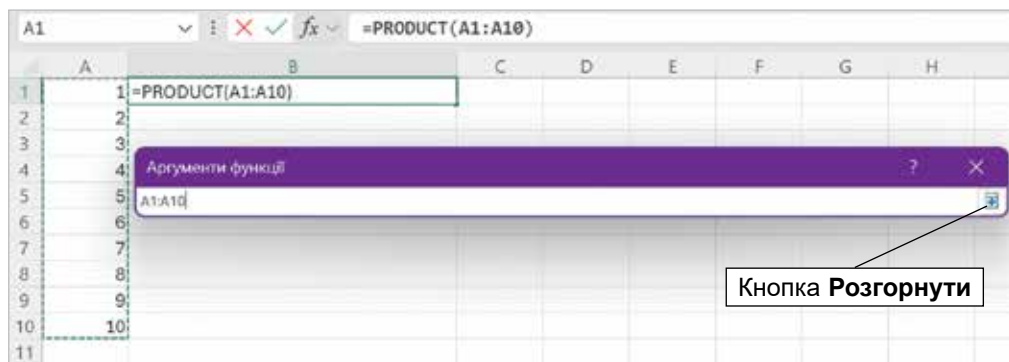 A1 fx =PRODUCT(A1:A10)
A B C D E F G H
1 1 =PRODUCT(A1:A10)
2 2
3 3
4 4 Аргументи функції ? ×
5 5 A1:A10
6 6
7 7
8 8
Кнопка Розгорнути
9 9
10 10
11